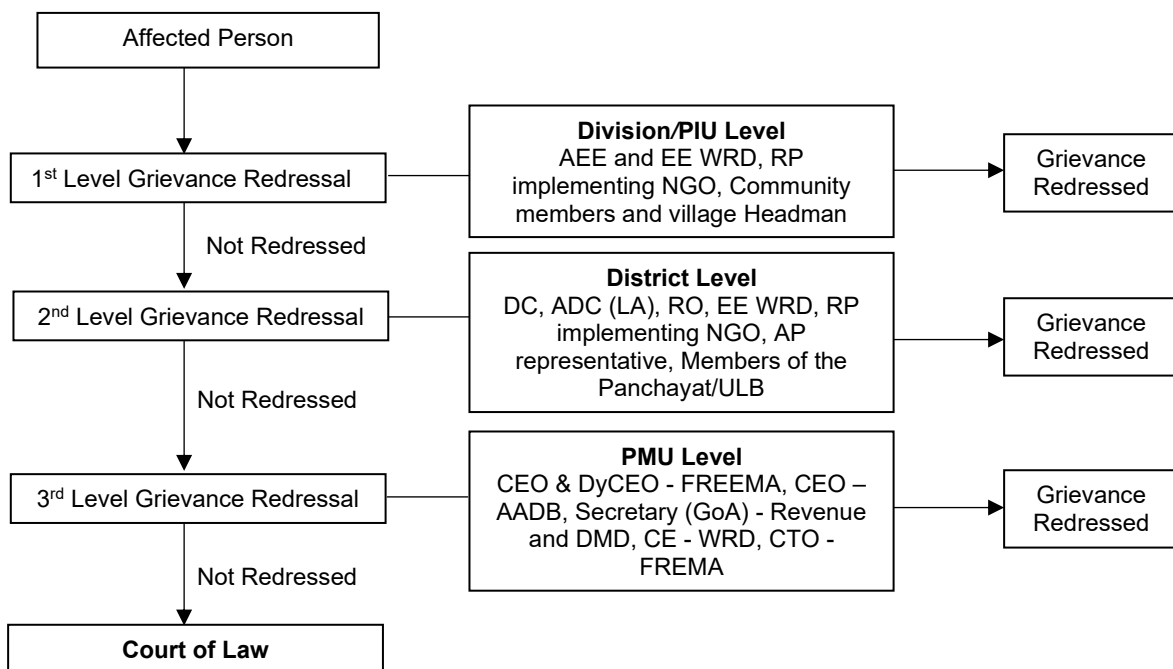 Affected Person
1st Level Grievance Redressal
Division/PIU Level
AEE and EE WRD, RP
implementing NGO, Community
members and village Headman
Grievance
Redressed
Not Redressed
2nd Level Grievance Redressal
District Level
DC, ADC (LA), RO, EE WRD, RP
implementing NGO, AP
representative, Members of the
Panchayat/ULB
Grievance
Redressed
Not Redressed
3rd Level Grievance Redressal
PMU Level
CEO & DyCEO - FREEMA, CEO –
AADB, Secretary (GoA) - Revenue
and DMD, CE - WRD, CTO -
FREMA
Grievance
Redressed
Not Redressed
Court of Law